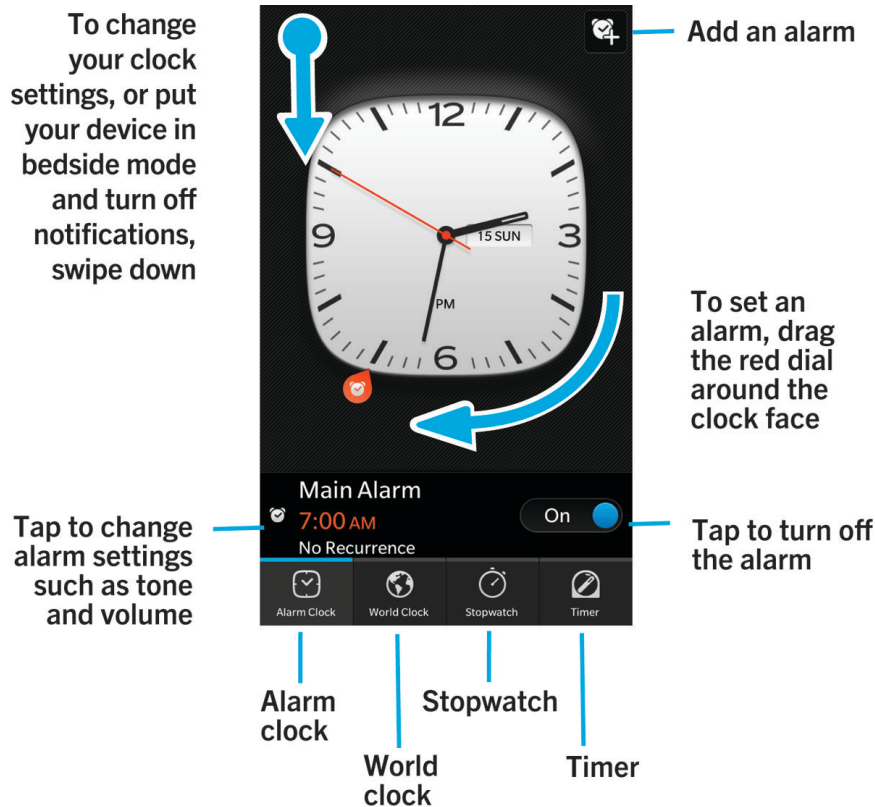 To change
your clock
settings, or put
your device in
bedside mode
and turn off
notifications,
swipe down
Add an alarm
12
9
15 SUN
3
PM
6
To set an
alarm, drag
the red dial
around the
clock face
Main Alarm
7:00 AM
No Recurrence
On
Tap to change
alarm settings
such as tone
and volume
Tap to turn off
the alarm
Alarm Clock
World Clock
Stopwatch
Timer
Alarm
clock
World
clock
Stopwatch
Timer